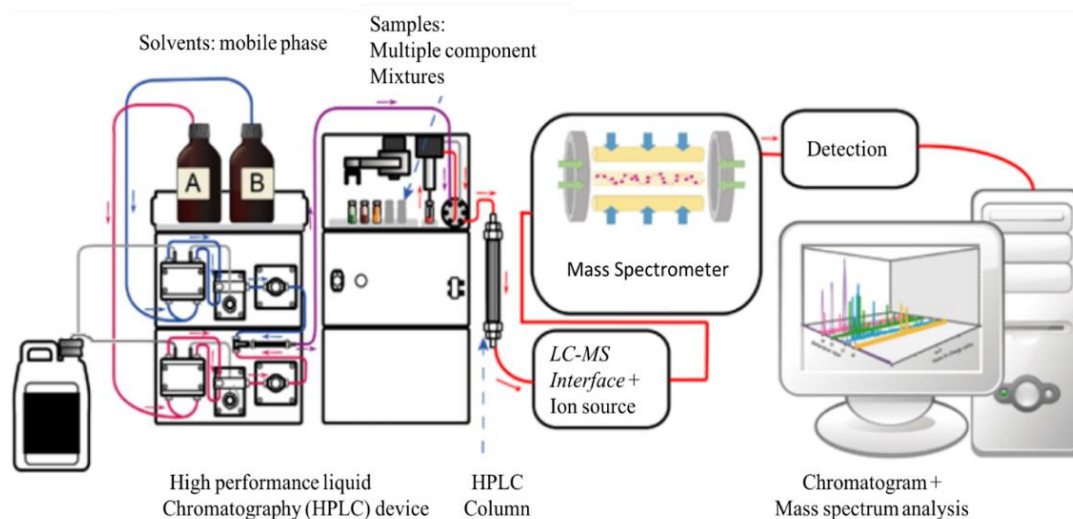 Solvents: mobile phase
Samples:
Multiple component
Mixtures
A
B
Mass Spectrometer
Detection
LC-MS
Interface +
Ion source
High performance liquid
Chromatography (HPLC) device
HPLC
Column
Chromatogram +
Mass spectrum analysis